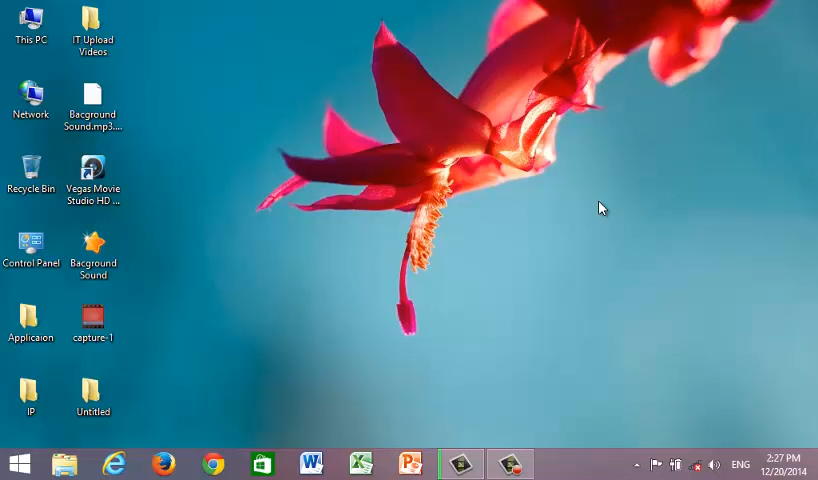 This PC
IT Upload
Videos
Network
Bacground
Sound.mp3....
Recycle Bin
Vegas Movie
Studio HD ...
Control Panel
Bacground
Sound
Applicaion
capture-1
IP
Untitled
ENG
2:27 PM
12/20/2014